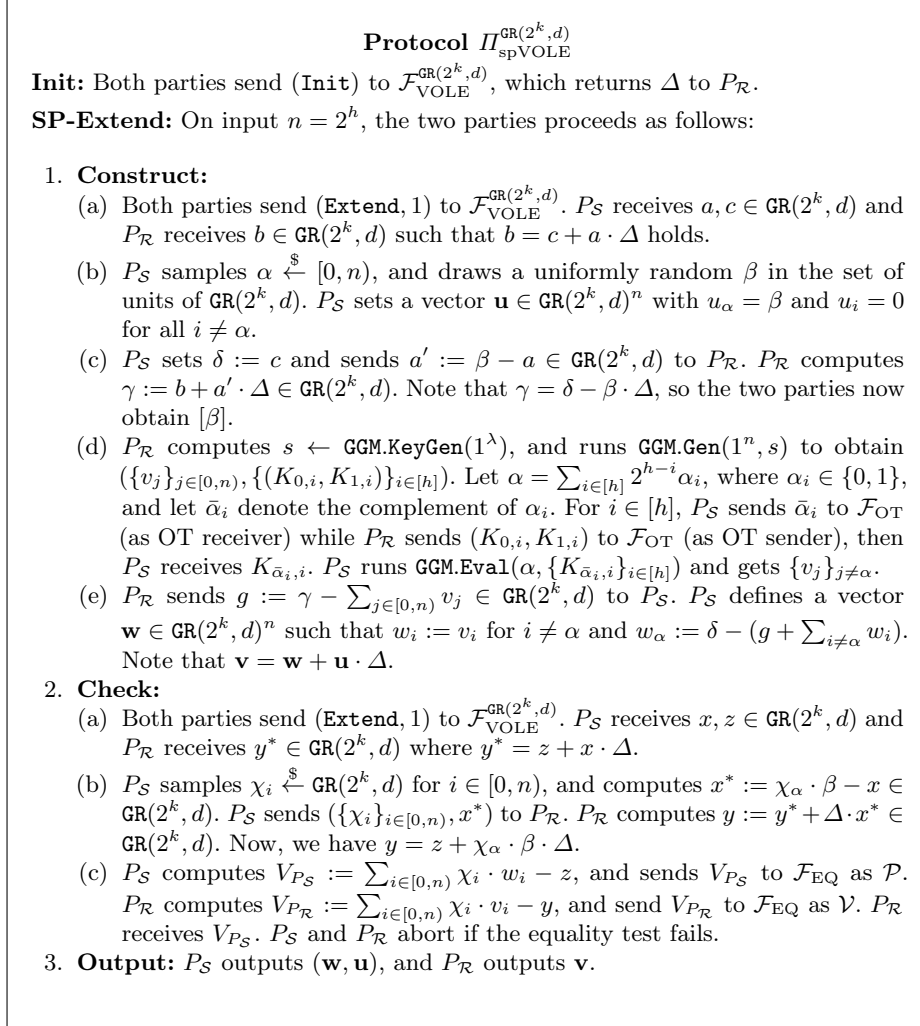 Protocol Π_spVOLE^GR(2^k,d)
Init: Both parties send (Init) to F_VOLE^GR(2^k,d), which returns Δ to P_R.
SP-Extend: On input n = 2^h, the two parties proceeds as follows:
1. Construct:
(a) Both parties send (Extend, 1) to F_VOLE^GR(2^k,d). P_S receives a, c ∈ GR(2^k, d) and
P_R receives b ∈ GR(2^k, d) such that b = c + a · Δ holds.
(b) P_S samples α ←$ [0, n), and draws a uniformly random β in the set of
units of GR(2^k, d). P_S sets a vector u ∈ GR(2^k, d)^n with u_α = β and u_i = 0
for all i ≠ α.
(c) P_S sets δ := c and sends a′ := β − a ∈ GR(2^k, d) to P_R. P_R computes
γ := b + a′ · Δ ∈ GR(2^k, d). Note that γ = δ − β · Δ, so the two parties now
obtain [β].
(d) P_R computes s ← GGM.KeyGen(1^λ), and runs GGM.Gen(1^n, s) to obtain
({v_j}_{j∈[0,n)}, {(K_{0,i}, K_{1,i})}_{i∈[h]}). Let α = ∑_{i∈[h]} 2^{h−i}α_i, where α_i ∈ {0, 1},
and let ᾱ_i denote the complement of α_i. For i ∈ [h], P_S sends ᾱ_i to F_OT
(as OT receiver) while P_R sends (K_{0,i}, K_{1,i}) to F_OT (as OT sender), then
P_S receives K_{ᾱ_i,i}. P_S runs GGM.Eval(α, {K_{ᾱ_i,i}}_{i∈[h]}) and gets {v_j}_{j≠α}.
(e) P_R sends g := γ − ∑_{j∈[0,n)} v_j ∈ GR(2^k, d) to P_S. P_S defines a vector
w ∈ GR(2^k, d)^n such that w_i := v_i for i ≠ α and w_α := δ − (g + ∑_{i≠α} w_i).
Note that v = w + u · Δ.
2. Check:
(a) Both parties send (Extend, 1) to F_VOLE^GR(2^k,d). P_S receives x, z ∈ GR(2^k, d) and
P_R receives y* ∈ GR(2^k, d) where y* = z + x · Δ.
(b) P_S samples χ_i ←$ GR(2^k, d) for i ∈ [0, n), and computes x* := χ_α · β − x ∈
GR(2^k, d). P_S sends ({χ_i}_{i∈[0,n)}, x*) to P_R. P_R computes y := y* + Δ · x* ∈
GR(2^k, d). Now, we have y = z + χ_α · β · Δ.
(c) P_S computes V_{P_S} := ∑_{i∈[0,n)} χ_i · w_i − z, and sends V_{P_S} to F_EQ as P.
P_R computes V_{P_R} := ∑_{i∈[0,n)} χ_i · v_i − y, and send V_{P_R} to F_EQ as V. P_R
receives V_{P_S}. P_S and P_R abort if the equality test fails.
3. Output: P_S outputs (w, u), and P_R outputs v.